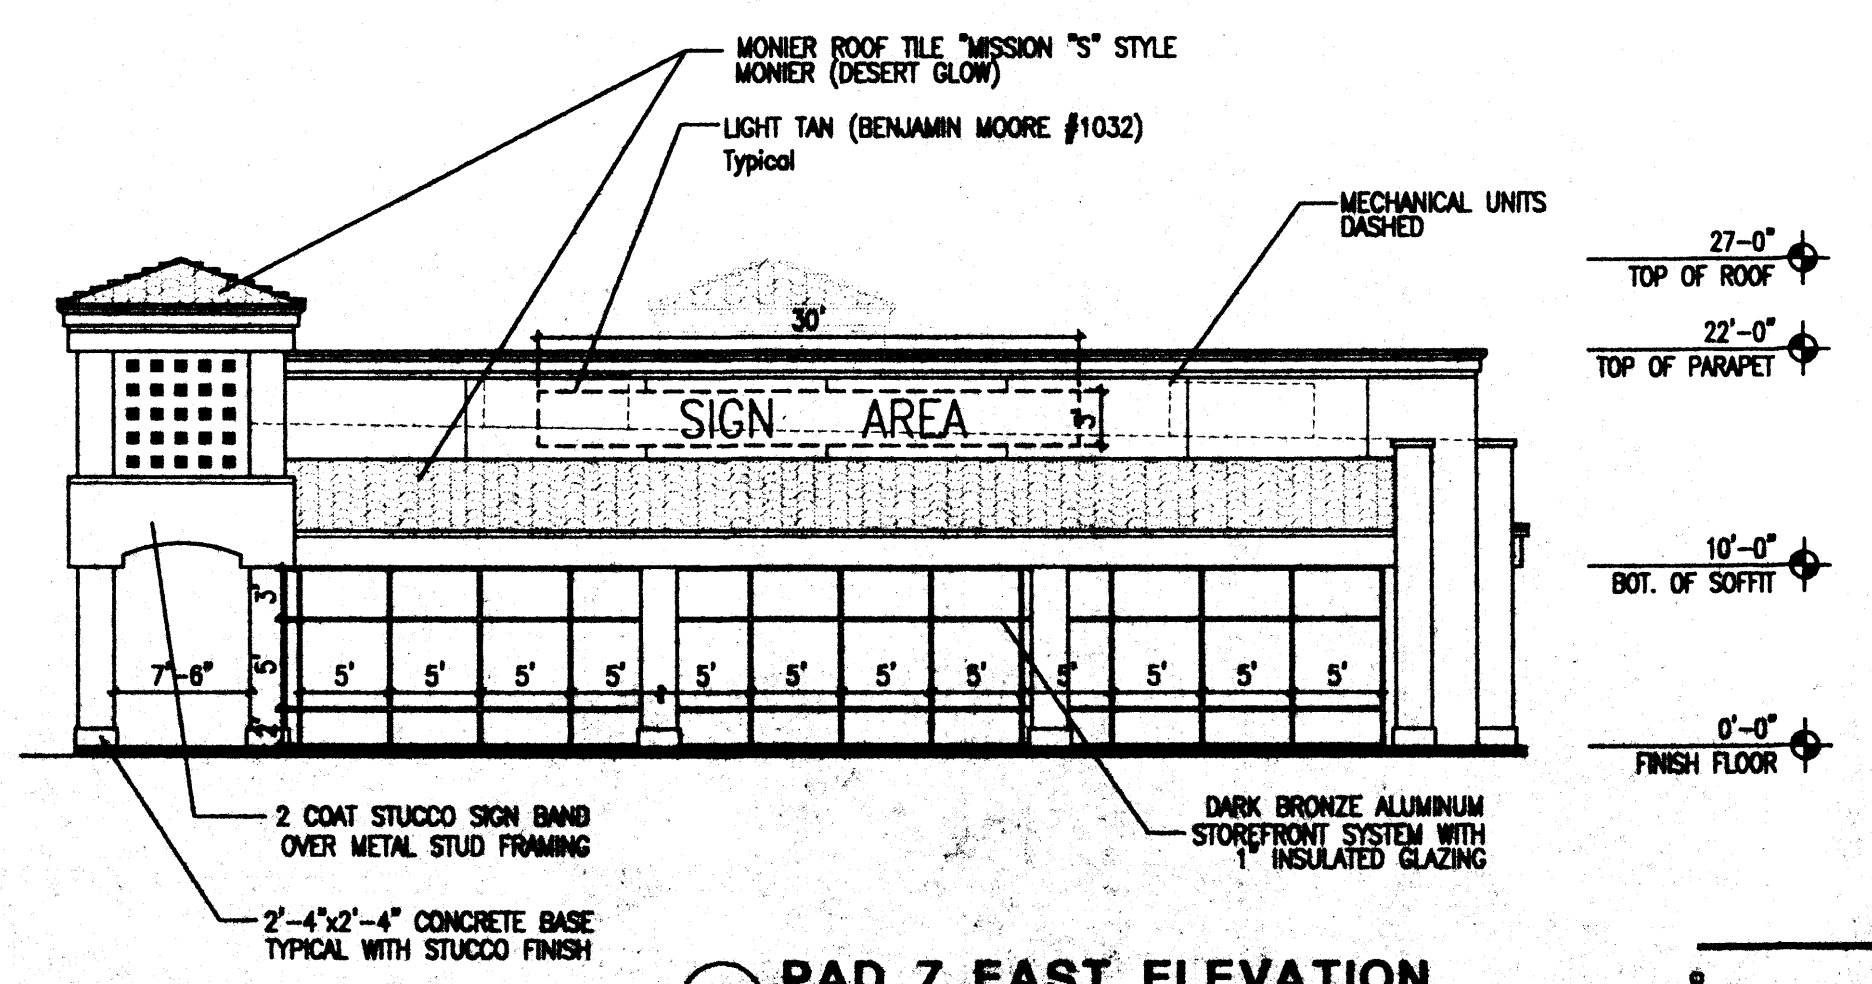 MONIER ROOF TILE "MISSION "S" STYLE
MONIER (DESERT GLOW)
LIGHT TAN (BENJAMIN MOORE #1032)
Typical
MECHANICAL UNITS
DASHED
27-0"
TOP OF ROOF
30'
22'-0"
TOP OF PARAPET
SIGN AREA
3'
10'-0"
BOT. OF SOFFIT
3'
5'
2'
7'-6"
5' 5' 5' 5' 5' 5' 5' 5' 5' 5' 5' 5'
0'-0"
FINISH FLOOR
2 COAT STUCCO SIGN BAND
OVER METAL STUD FRAMING
DARK BRONZE ALUMINUM
STOREFRONT SYSTEM WITH
1" INSULATED GLAZING
2'-4"x2'-4" CONCRETE BASE
TYPICAL WITH STUCCO FINISH
PAD 7 EAST ELEVATION